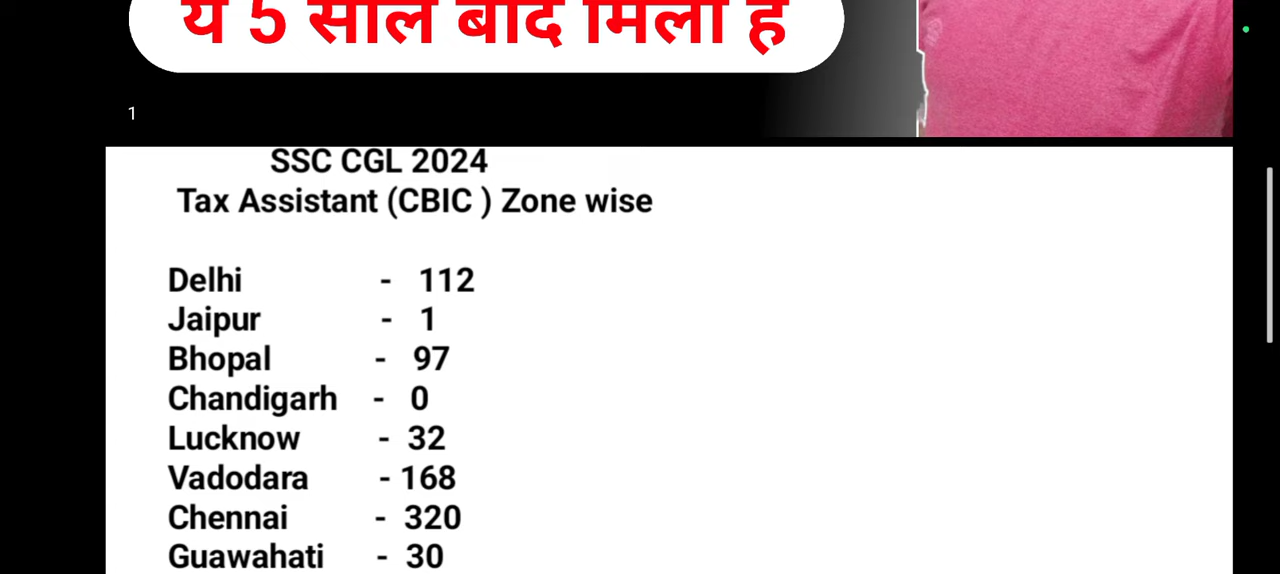 ये 5 साल बाद मिला है
1
SSC CGL 2024
Tax Assistant (CBIC ) Zone wise
Delhi - 112
Jaipur - 1
Bhopal - 97
Chandigarh - 0
Lucknow - 32
Vadodara - 168
Chennai - 320
Guawahati - 30